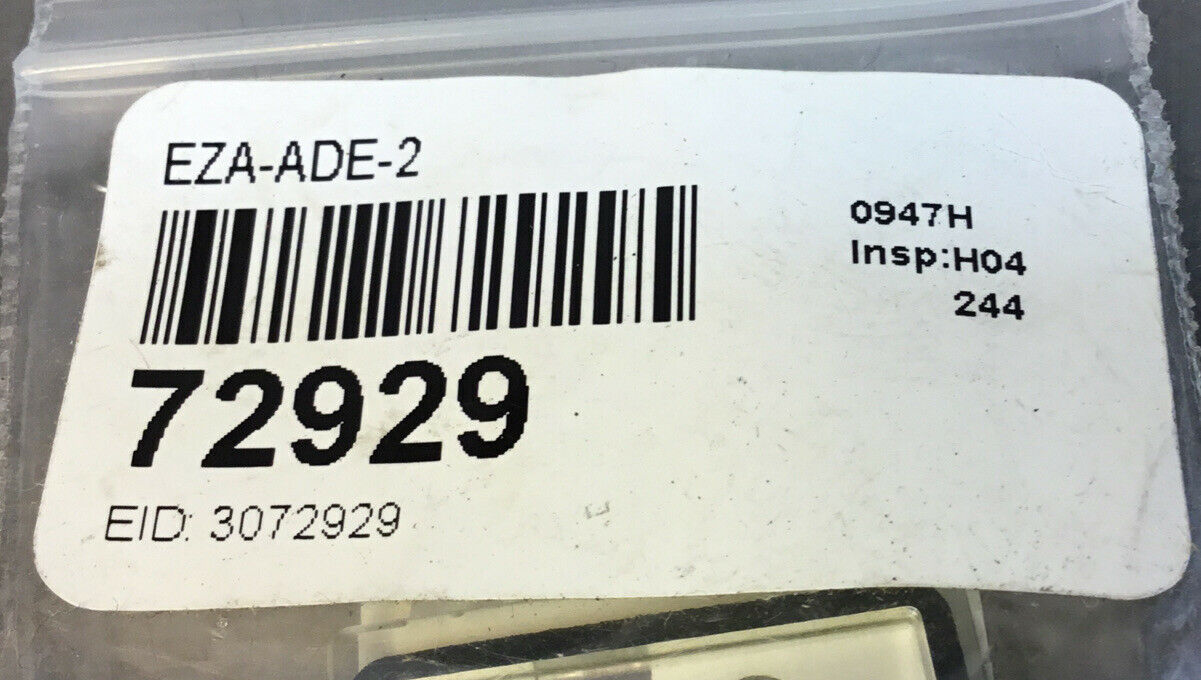 EZA-ADE-2
0947H
Insp:H04
244
72929
EID: 3072929